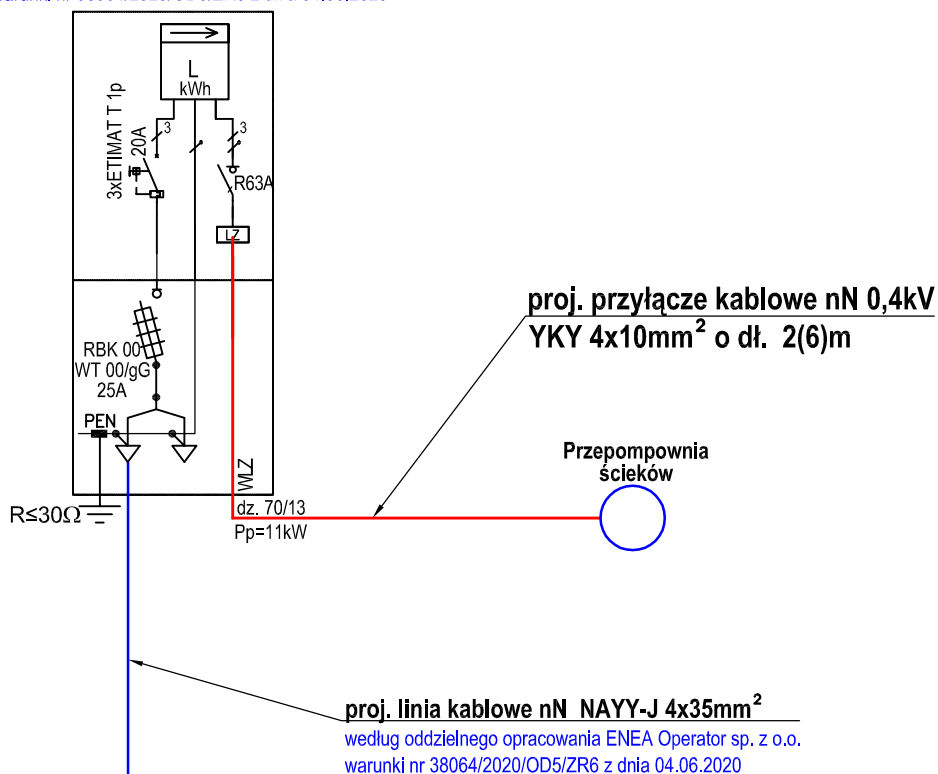 L
kWh
3xETIMAT T 1p
20A
3
3
R63A
LZ
proj. przyłącze kablowe nN 0,4kV
YKY 4x10mm² o dł. 2(6)m
RBK 00
WT 00/gG
25A
PEN
Przepompownia
ścieków
WLZ
R≤30Ω
dz. 70/13
Pp=11kW
proj. linia kablowe nN NAYY-J 4x35mm²
według oddzielnego opracowania ENEA Operator sp. z o.o.
warunki nr 38064/2020/OD5/ZR6 z dnia 04.06.2020